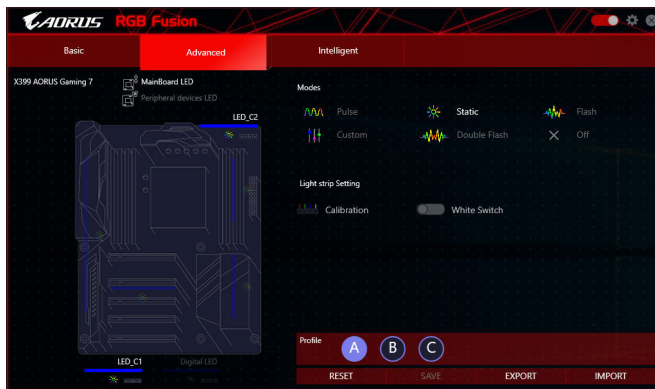 AORUS RGB Fusion
Basic Advanced Intelligent
X399 AORUS Gaming 7
MainBoard LED
Peripheral devices LED
LED_C2
Modes
Pulse Static Flash
Custom Double Flash Off
Light strip Setting
Calibration White Switch
Profile A B C
LED_C1 Digital LED
RESET SAVE EXPORT IMPORT